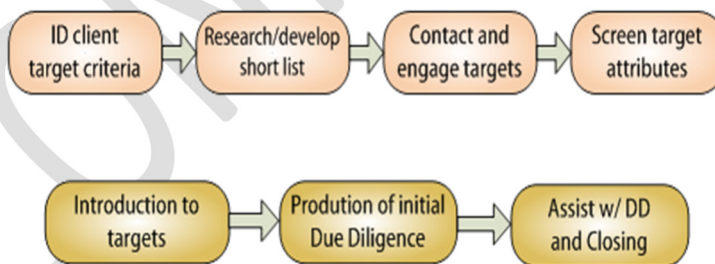 ID client
target criteria
Research/develop
short list
Contact and
engage targets
Screen target
attributes
Introduction to
targets
Prodution of initial
Due Diligence
Assist w/ DD
and Closing